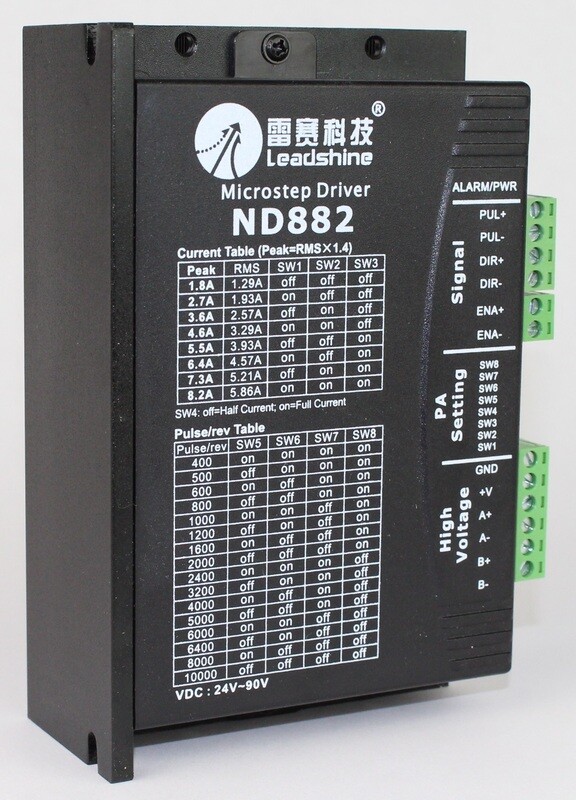 雷赛科技®
Leadshine
Microstep Driver
ND882
Current Table (Peak=RMS×1.4)
Peak RMS SW1 SW2 SW3
1.8A 1.29A off off off
2.7A 1.93A on off off
3.6A 2.57A off on off
4.6A 3.29A on on off
5.5A 3.93A off off on
6.4A 4.57A on off on
7.3A 5.21A off on on
8.2A 5.86A on on on
SW4: off=Half Current; on=Full Current
Pulse/rev Table
Pulse/rev SW5 SW6 SW7 SW8
400 on on on on
500 off on on on
600 on off on on
800 off off on on
1000 on on off on
1200 off on off on
1600 on off off on
2000 off off off on
2400 on on on off
3200 off on on off
4000 on off on off
5000 off off on off
6000 on on off off
6400 off on off off
8000 on off off off
10000 off off off off
VDC : 24V~90V
ALARM/PWR
Signal
PUL+
PUL-
DIR+
DIR-
ENA+
ENA-
PA
Setting
SW8
SW7
SW6
SW5
SW4
SW3
SW2
SW1
High
Voltage
GND
+V
A+
A-
B+
B-